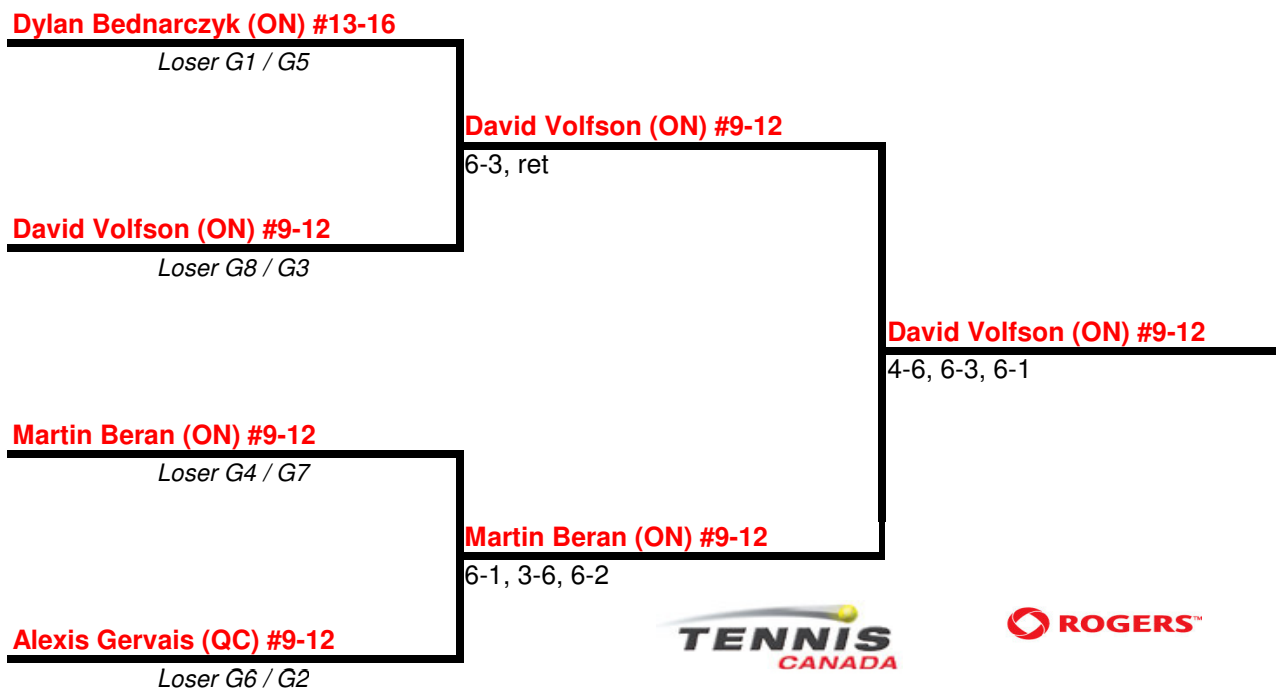 Dylan Bednarczyk (ON) #13-16
Loser G1 / G5
David Volfson (ON) #9-12
6-3, ret
David Volfson (ON) #9-12
Loser G8 / G3
David Volfson (ON) #9-12
4-6, 6-3, 6-1
Martin Beran (ON) #9-12
Loser G4 / G7
Martin Beran (ON) #9-12
6-1, 3-6, 6-2
Alexis Gervais (QC) #9-12
Loser G6 / G2
TENNIS
CANADA
ROGERS™